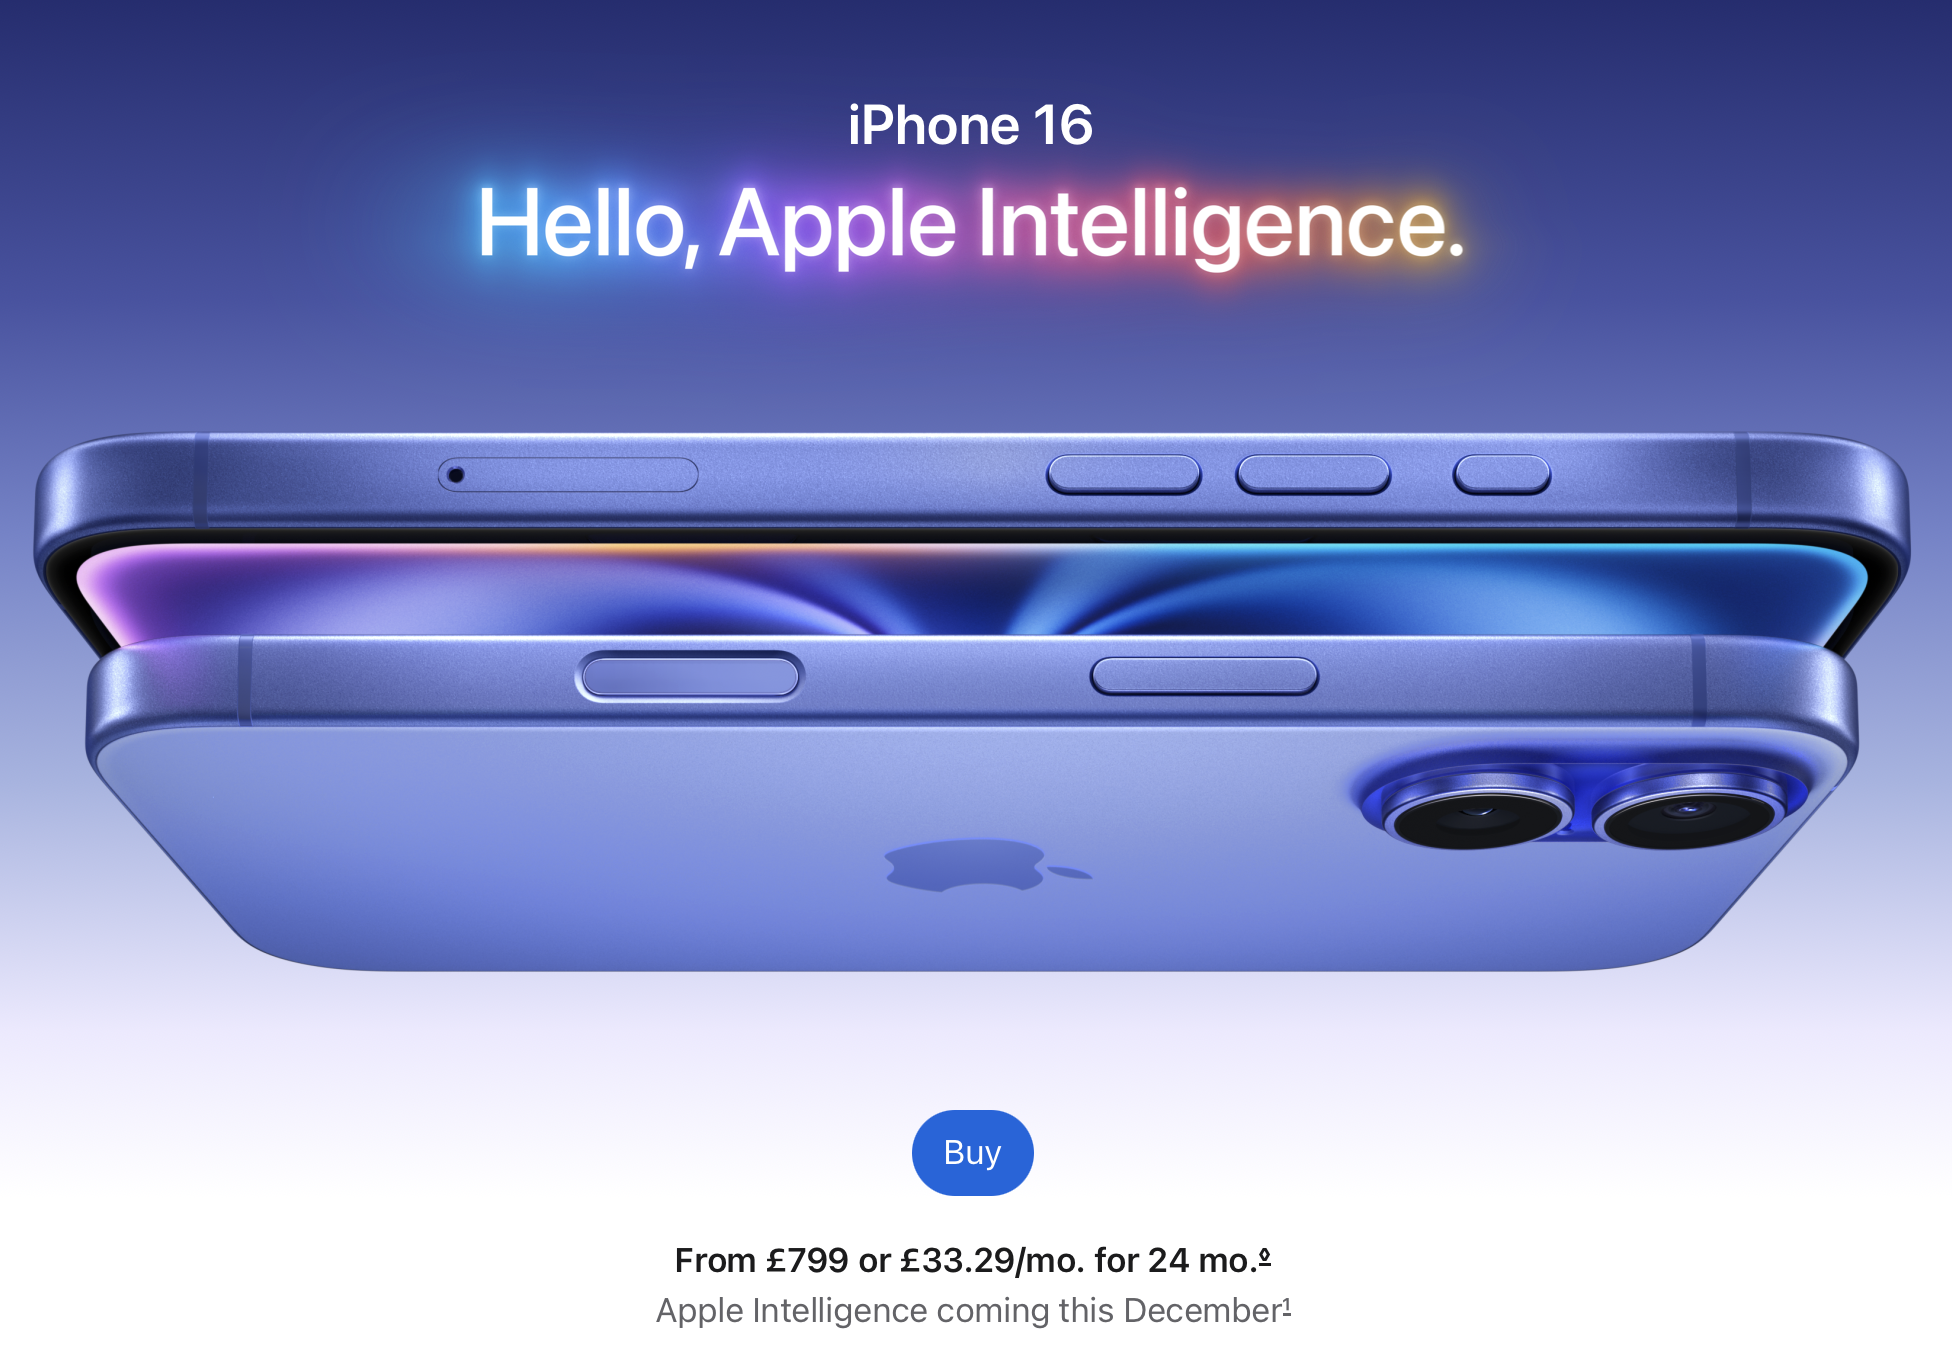 iPhone 16
Hello, Apple Intelligence.
Buy
From £799 or £33.29/mo. for 24 mo.◊
Apple Intelligence coming this December¹